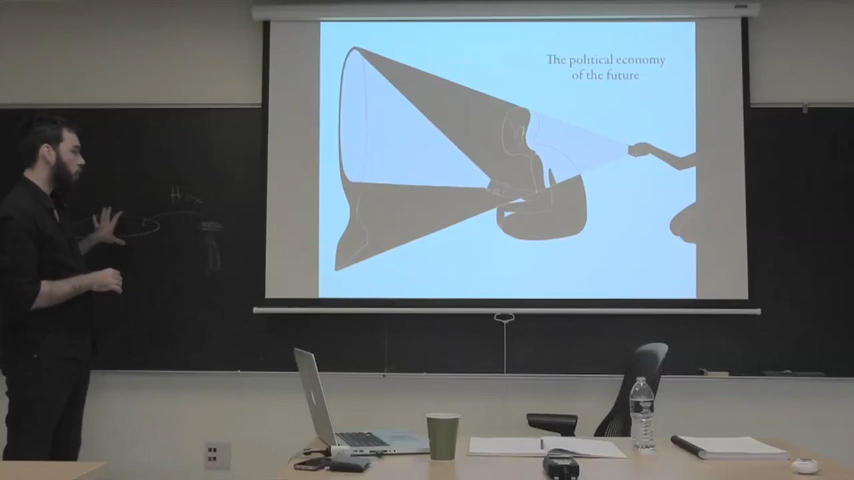 The political economy
of the future